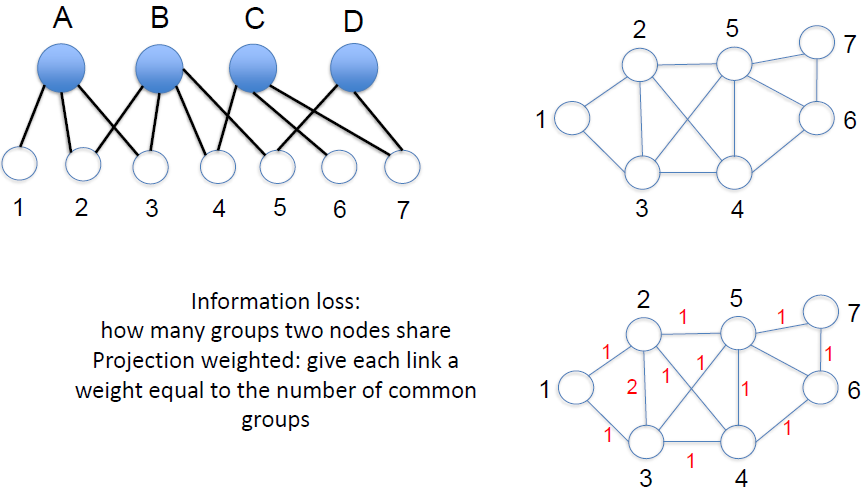 A B C D
1 2 3 4 5 6 7
2 5 7
1 6
3 4
Information loss:
how many groups two nodes share
Projection weighted: give each link a
weight equal to the number of common
groups
2 1 5 1 7
1 1 1 1
1 2 1 6
1 1
3 1 4